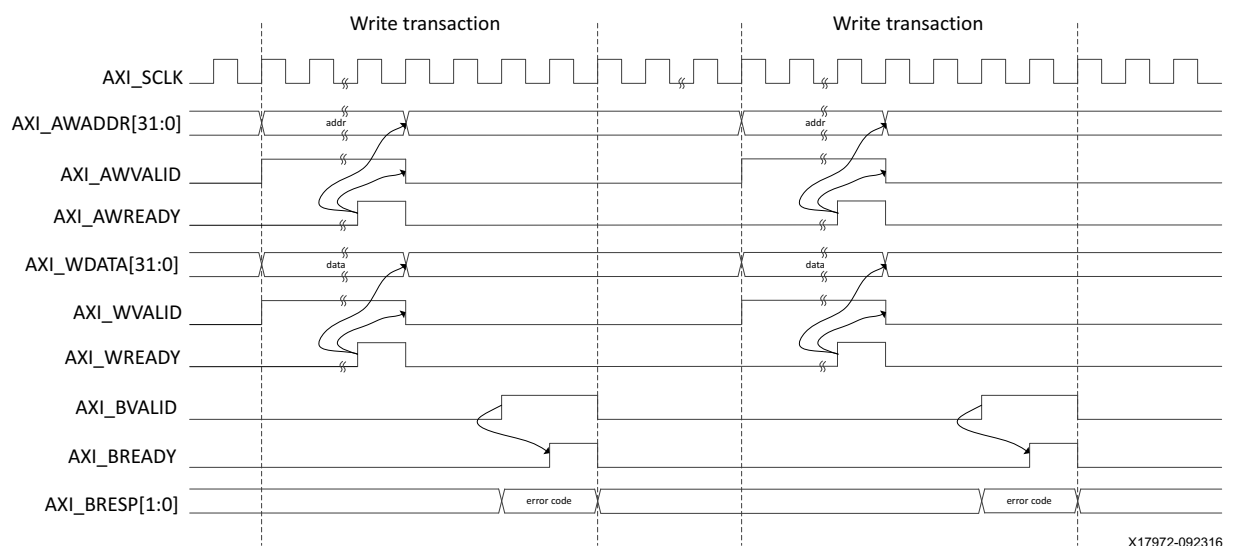 Write transaction Write transaction
AXI_SCLK
AXI_AWADDR[31:0] addr addr
AXI_AWVALID
AXI_AWREADY
AXI_WDATA[31:0] data data
AXI_WVALID
AXI_WREADY
AXI_BVALID
AXI_BREADY
AXI_BRESP[1:0] error code error code
X17972-092316